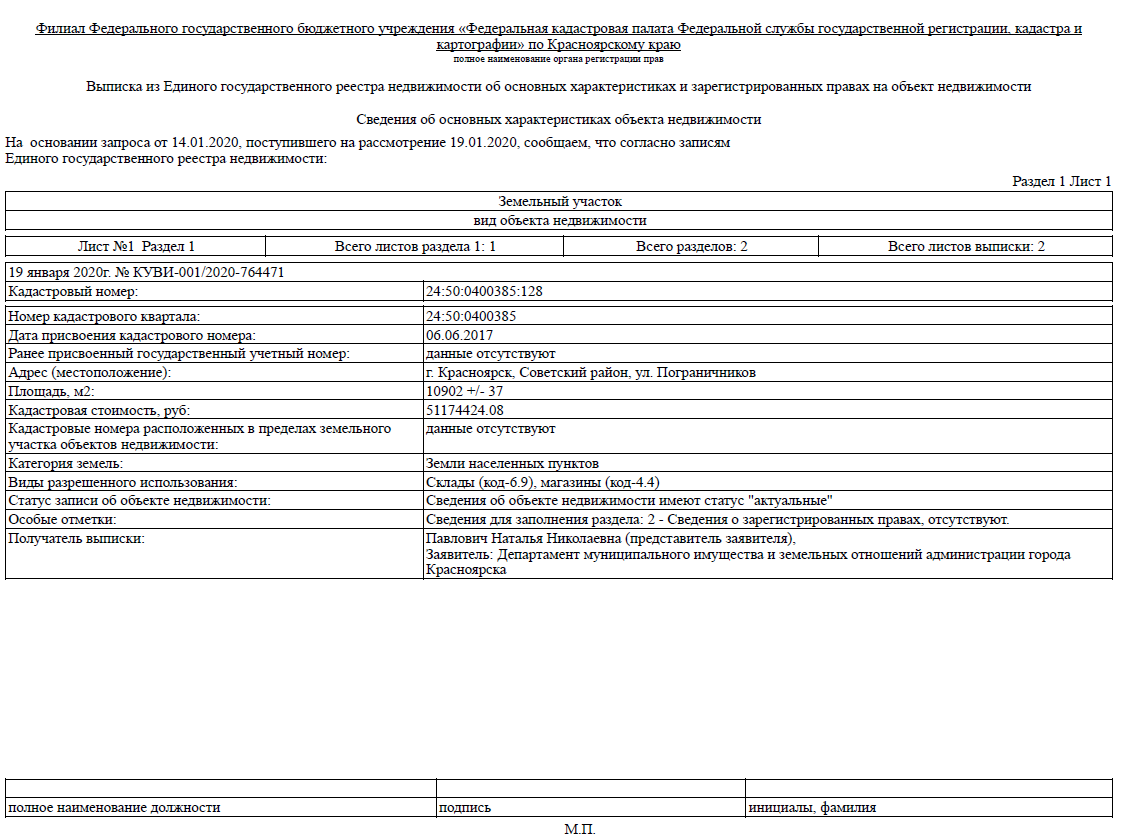 Филиал Федерального государственного бюджетного учреждения «Федеральная кадастровая палата Федеральной службы государственной регистрации, кадастра и
картографии» по Красноярскому краю
полное наименование органа регистрации прав
Выписка из Единого государственного реестра недвижимости об основных характеристиках и зарегистрированных правах на объект недвижимости
Сведения об основных характеристиках объекта недвижимости
На основании запроса от 14.01.2020, поступившего на рассмотрение 19.01.2020, сообщаем, что согласно записям
Единого государственного реестра недвижимости:
Раздел 1 Лист 1
Земельный участок
вид объекта недвижимости
Лист №1 Раздел 1 Всего листов раздела 1: 1 Всего разделов: 2 Всего листов выписки: 2
19 января 2020г. № КУВИ-001/2020-764471
Кадастровый номер: 24:50:0400385:128
Номер кадастрового квартала: 24:50:0400385
Дата присвоения кадастрового номера: 06.06.2017
Ранее присвоенный государственный учетный номер: данные отсутствуют
Адрес (местоположение): г. Красноярск, Советский район, ул. Пограничников
Площадь, м2: 10902 +/- 37
Кадастровая стоимость, руб: 51174424.08
Кадастровые номера расположенных в пределах земельного данные отсутствуют
участка объектов недвижимости:
Категория земель: Земли населенных пунктов
Виды разрешенного использования: Склады (код-6.9), магазины (код-4.4)
Статус записи об объекте недвижимости: Сведения об объекте недвижимости имеют статус "актуальные"
Особые отметки: Сведения для заполнения раздела: 2 - Сведения о зарегистрированных правах, отсутствуют.
Получатель выписки: Павлович Наталья Николаевна (представитель заявителя),
Заявитель: Департамент муниципального имущества и земельных отношений администрации города
Красноярска
полное наименование должности подпись инициалы, фамилия
М.П.